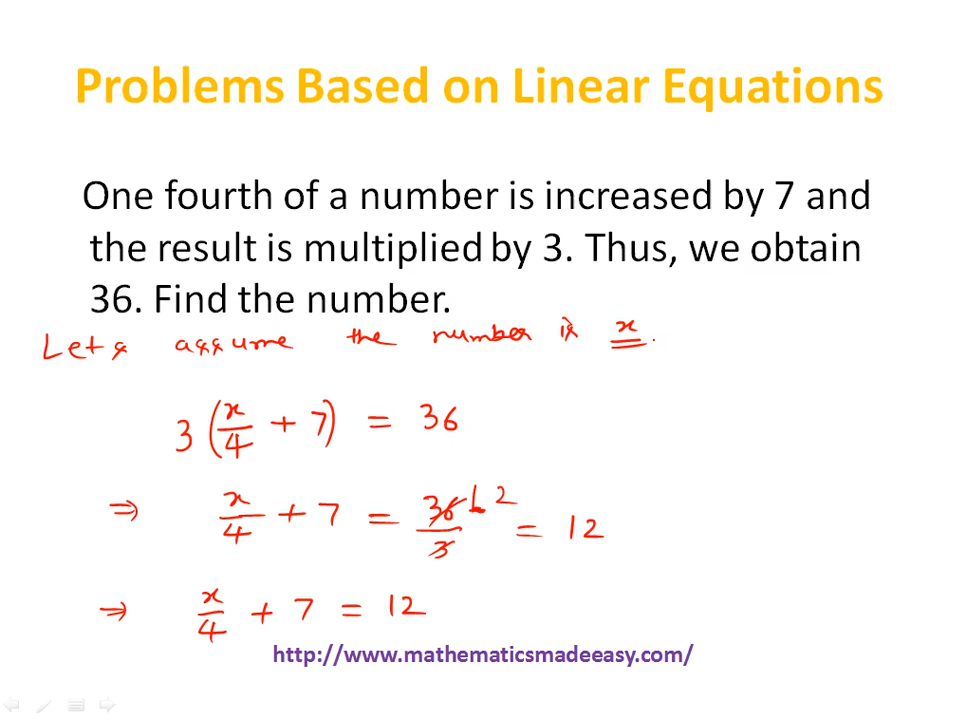 Problems Based on Linear Equations
One fourth of a number is increased by 7 and
the result is multiplied by 3. Thus, we obtain
36. Find the number.
Lets assume the number is x.
3 (x/4 + 7) = 36
⇒ x/4 + 7 = 36/3 12 = 12
⇒ x/4 + 7 = 12
http://www.mathematicsmadeeasy.com/